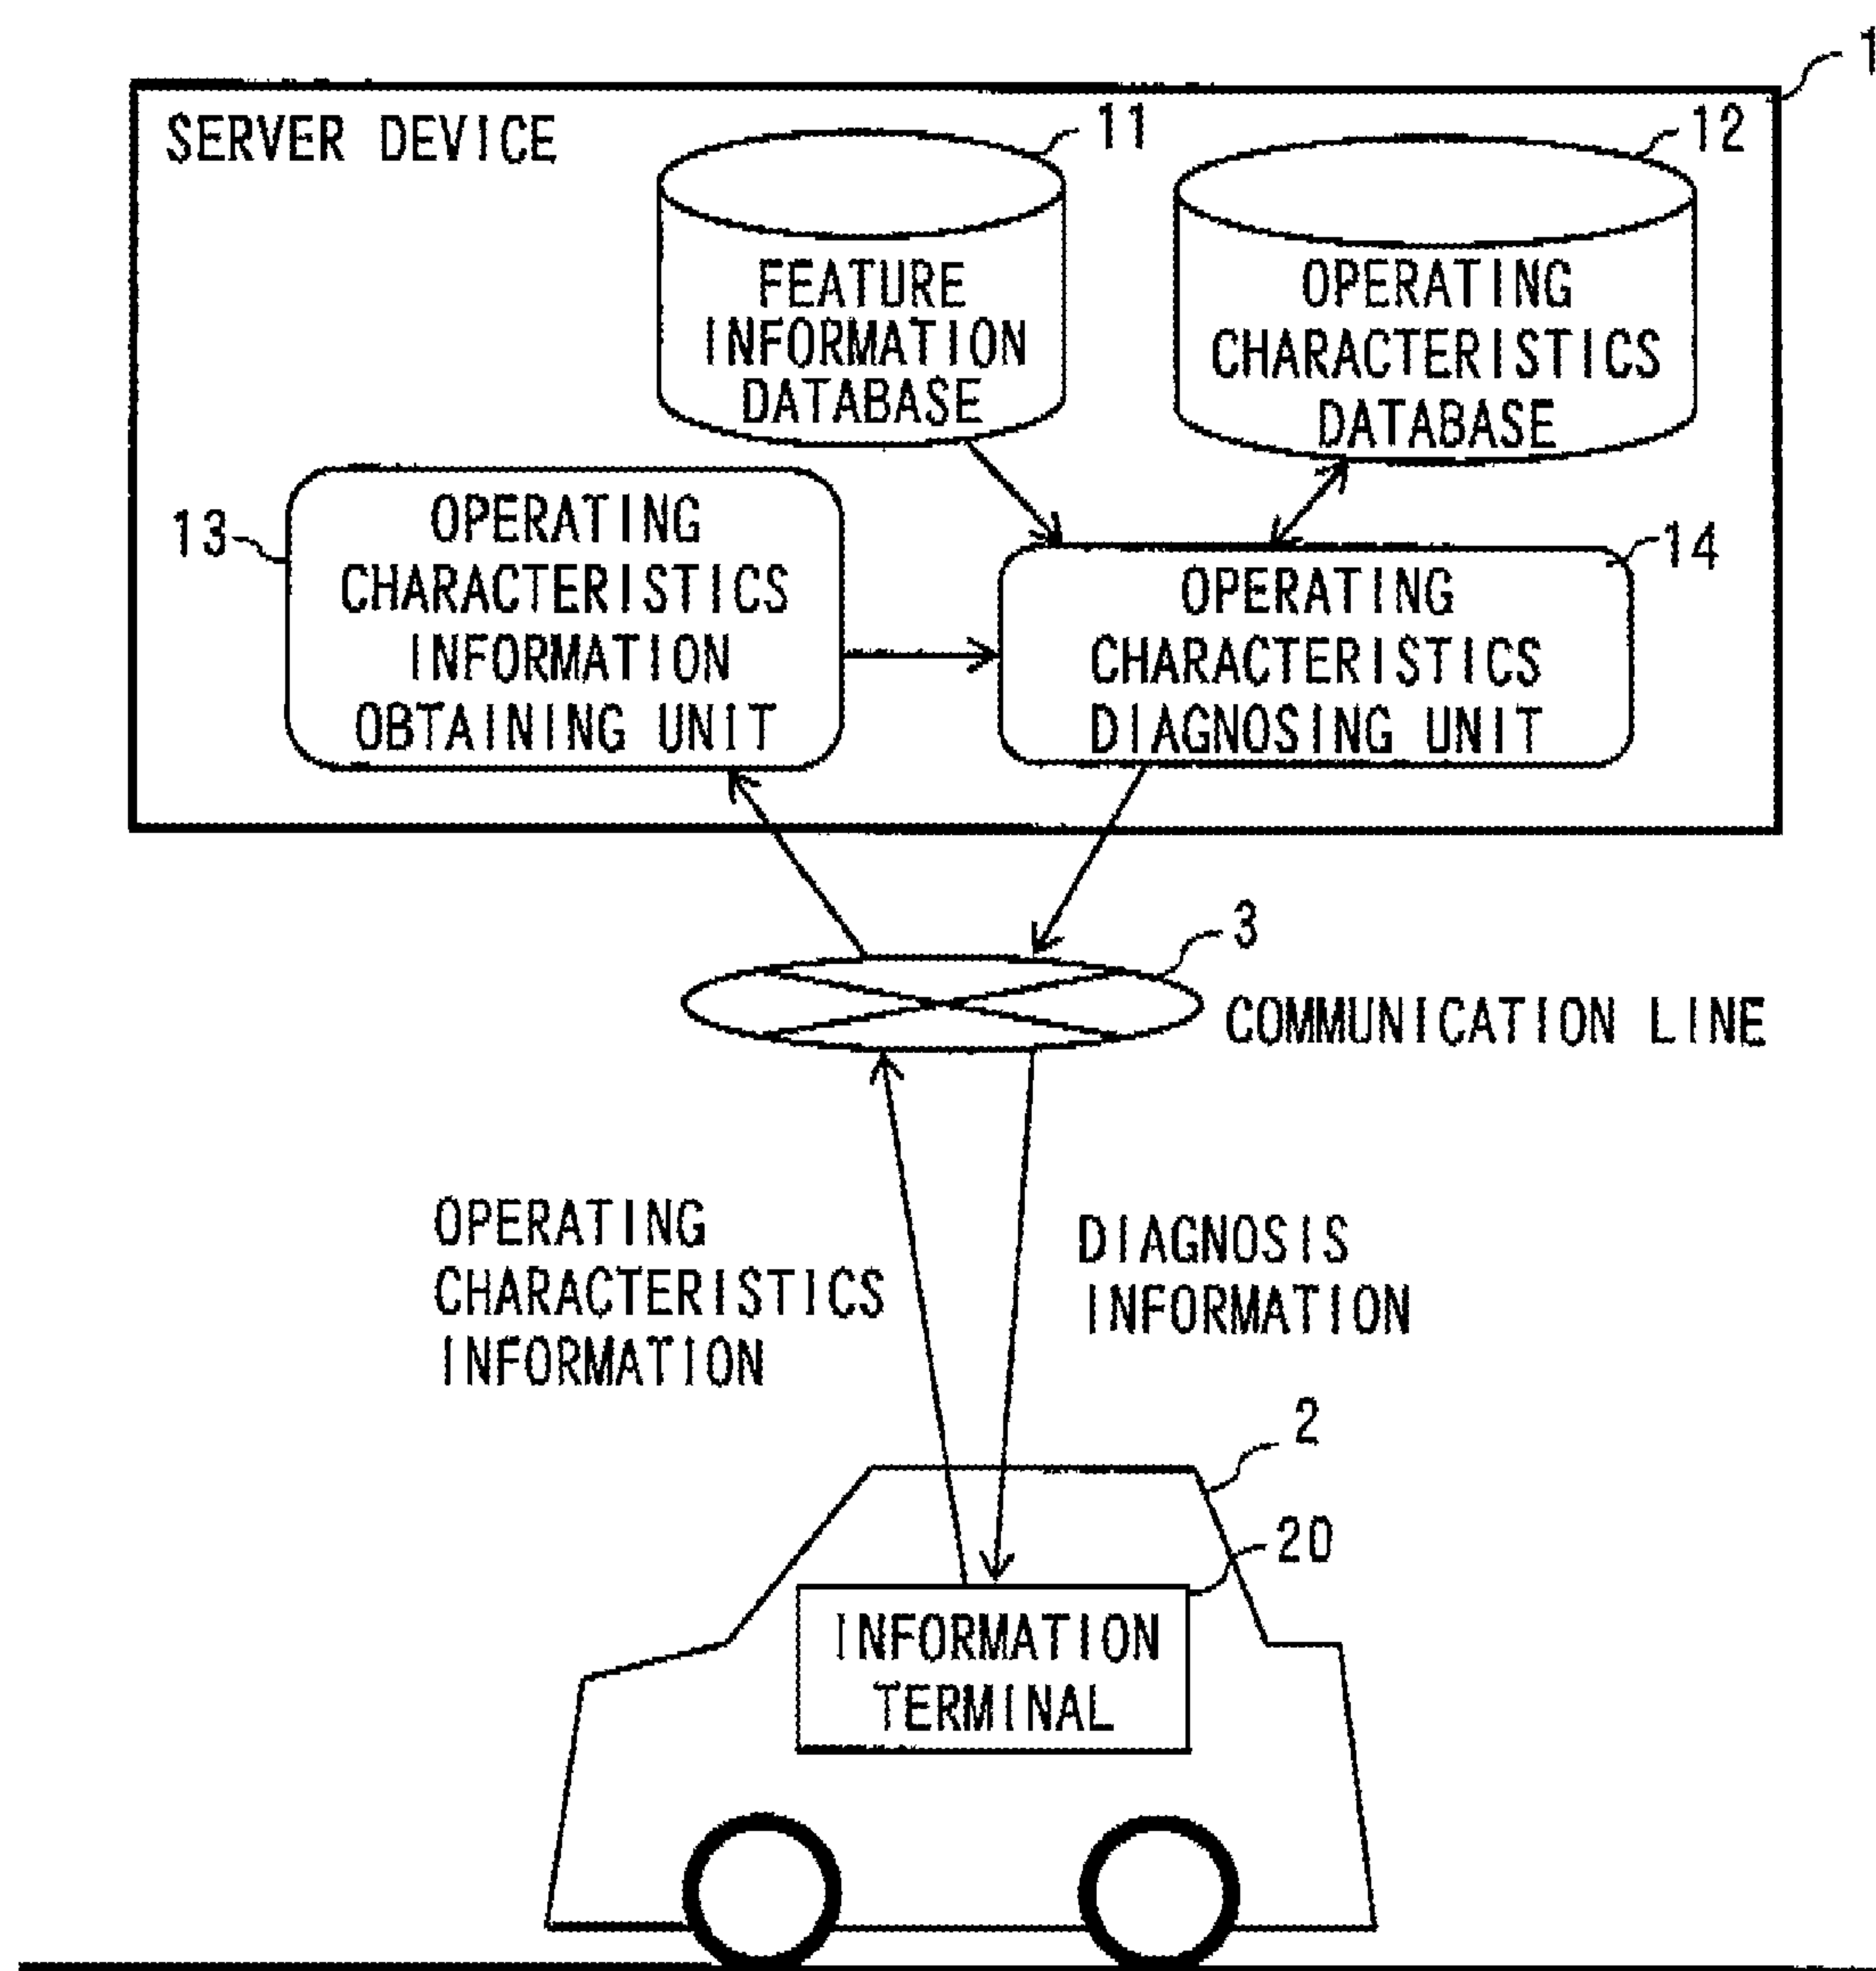 1
SERVER DEVICE
11
12
FEATURE
INFORMATION
DATABASE
OPERATING
CHARACTERISTICS
DATABASE
13
OPERATING
CHARACTERISTICS
INFORMATION
OBTAINING UNIT
14
OPERATING
CHARACTERISTICS
DIAGNOSING UNIT
3
COMMUNICATION LINE
OPERATING
CHARACTERISTICS
INFORMATION
DIAGNOSIS
INFORMATION
2
20
INFORMATION
TERMINAL